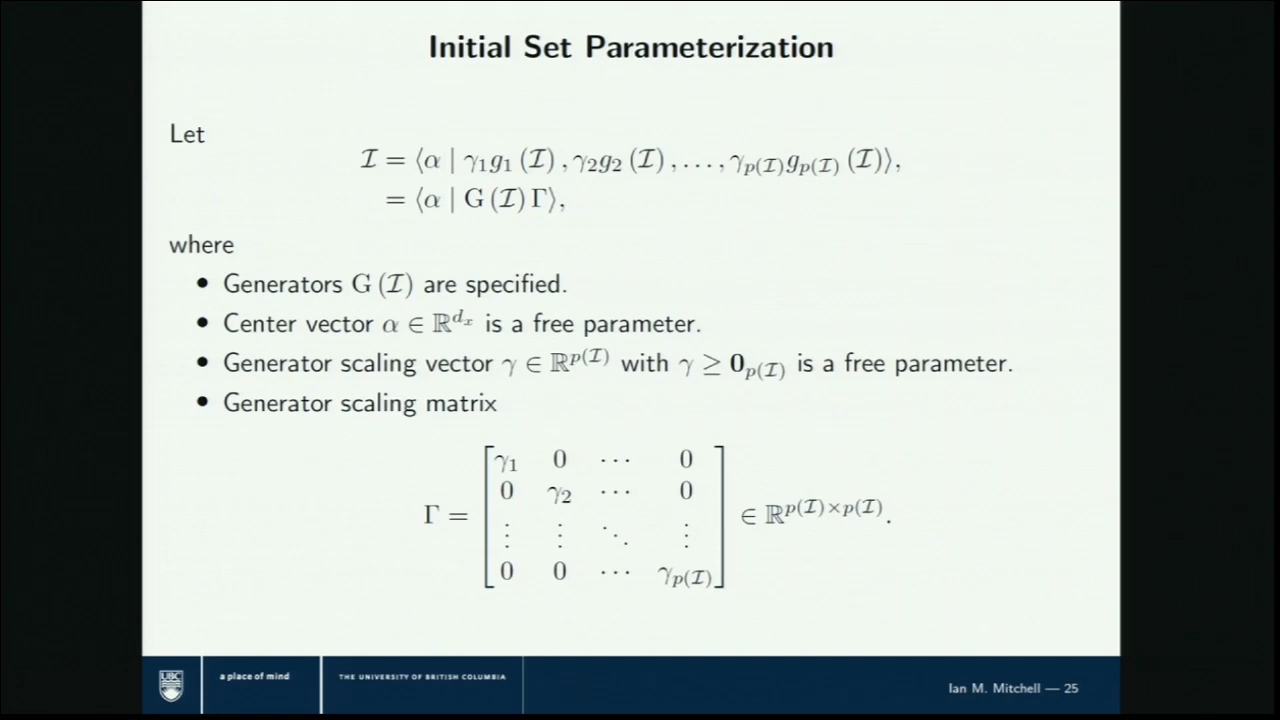 Initial Set Parameterization
Let
ℐ = ⟨α | γ₁g₁ (ℐ) , γ₂g₂ (ℐ) , . . . , γ_{p(ℐ)}g_{p(ℐ)} (ℐ)⟩,
= ⟨α | G (ℐ) Γ⟩,
where
• Generators G (ℐ) are specified.
• Center vector α ∈ ℝ^{d_x} is a free parameter.
• Generator scaling vector γ ∈ ℝ^{p(ℐ)} with γ ≥ 𝟎_{p(ℐ)} is a free parameter.
• Generator scaling matrix
γ₁ 0 ⋯ 0
0 γ₂ ⋯ 0
Γ = ⋮ ⋮ ⋱ ⋮ ∈ ℝ^{p(ℐ)×p(ℐ)}.
0 0 ⋯ γ_{p(ℐ)}
UBC
a place of mind
THE UNIVERSITY OF BRITISH COLUMBIA
Ian M. Mitchell — 25